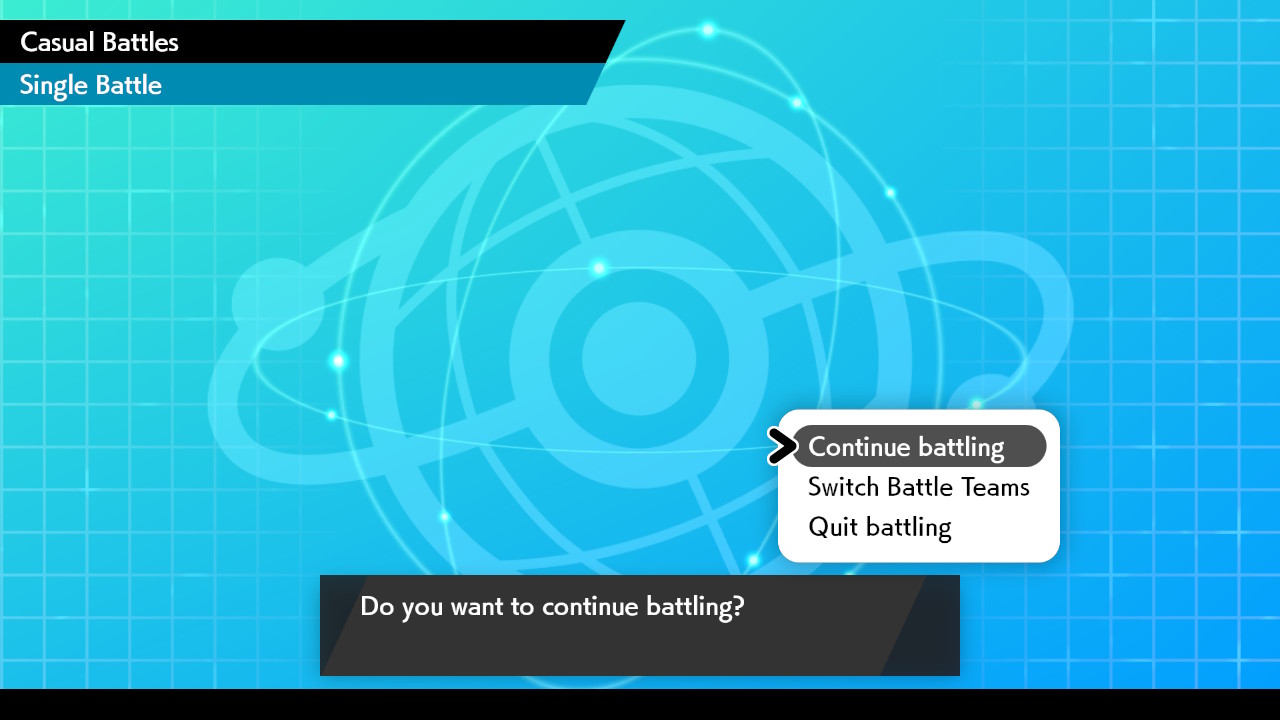 Casual Battles
Single Battle
Continue battling
Switch Battle Teams
Quit battling
Do you want to continue battling?